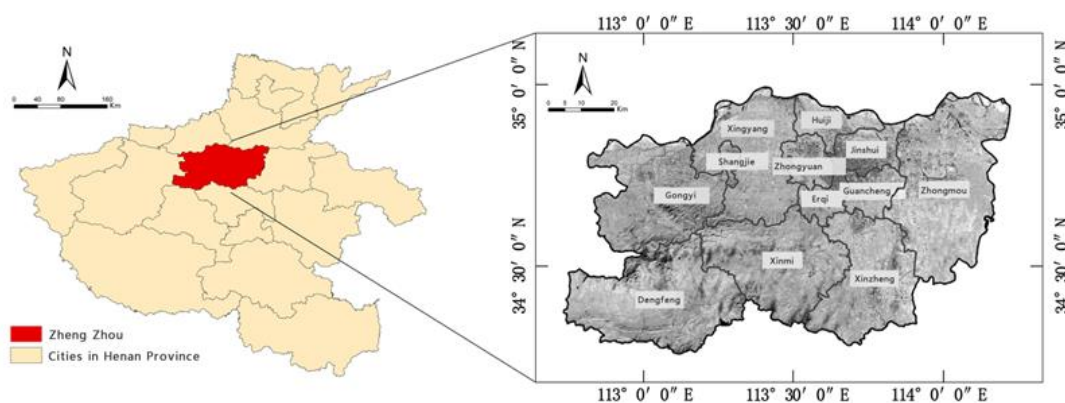 N
0 40 80 160
Km
Zheng Zhou
Cities in Henan Province
113° 0′ 0″ E
113° 30′ 0″ E
114° 0′ 0″ E
35° 0′ 0″ N
35° 0′ 0″ N
N
0 5 10 20
Km
Huiji
Xingyang
Jinshui
Shangjie
Zhongyuan
Gongyi
Guancheng
Zhongmou
Erqi
34° 30′ 0″ N
34° 30′ 0″ N
Xinmi
Xinzheng
Dengfeng
113° 0′ 0″ E
113° 30′ 0″ E
114° 0′ 0″ E